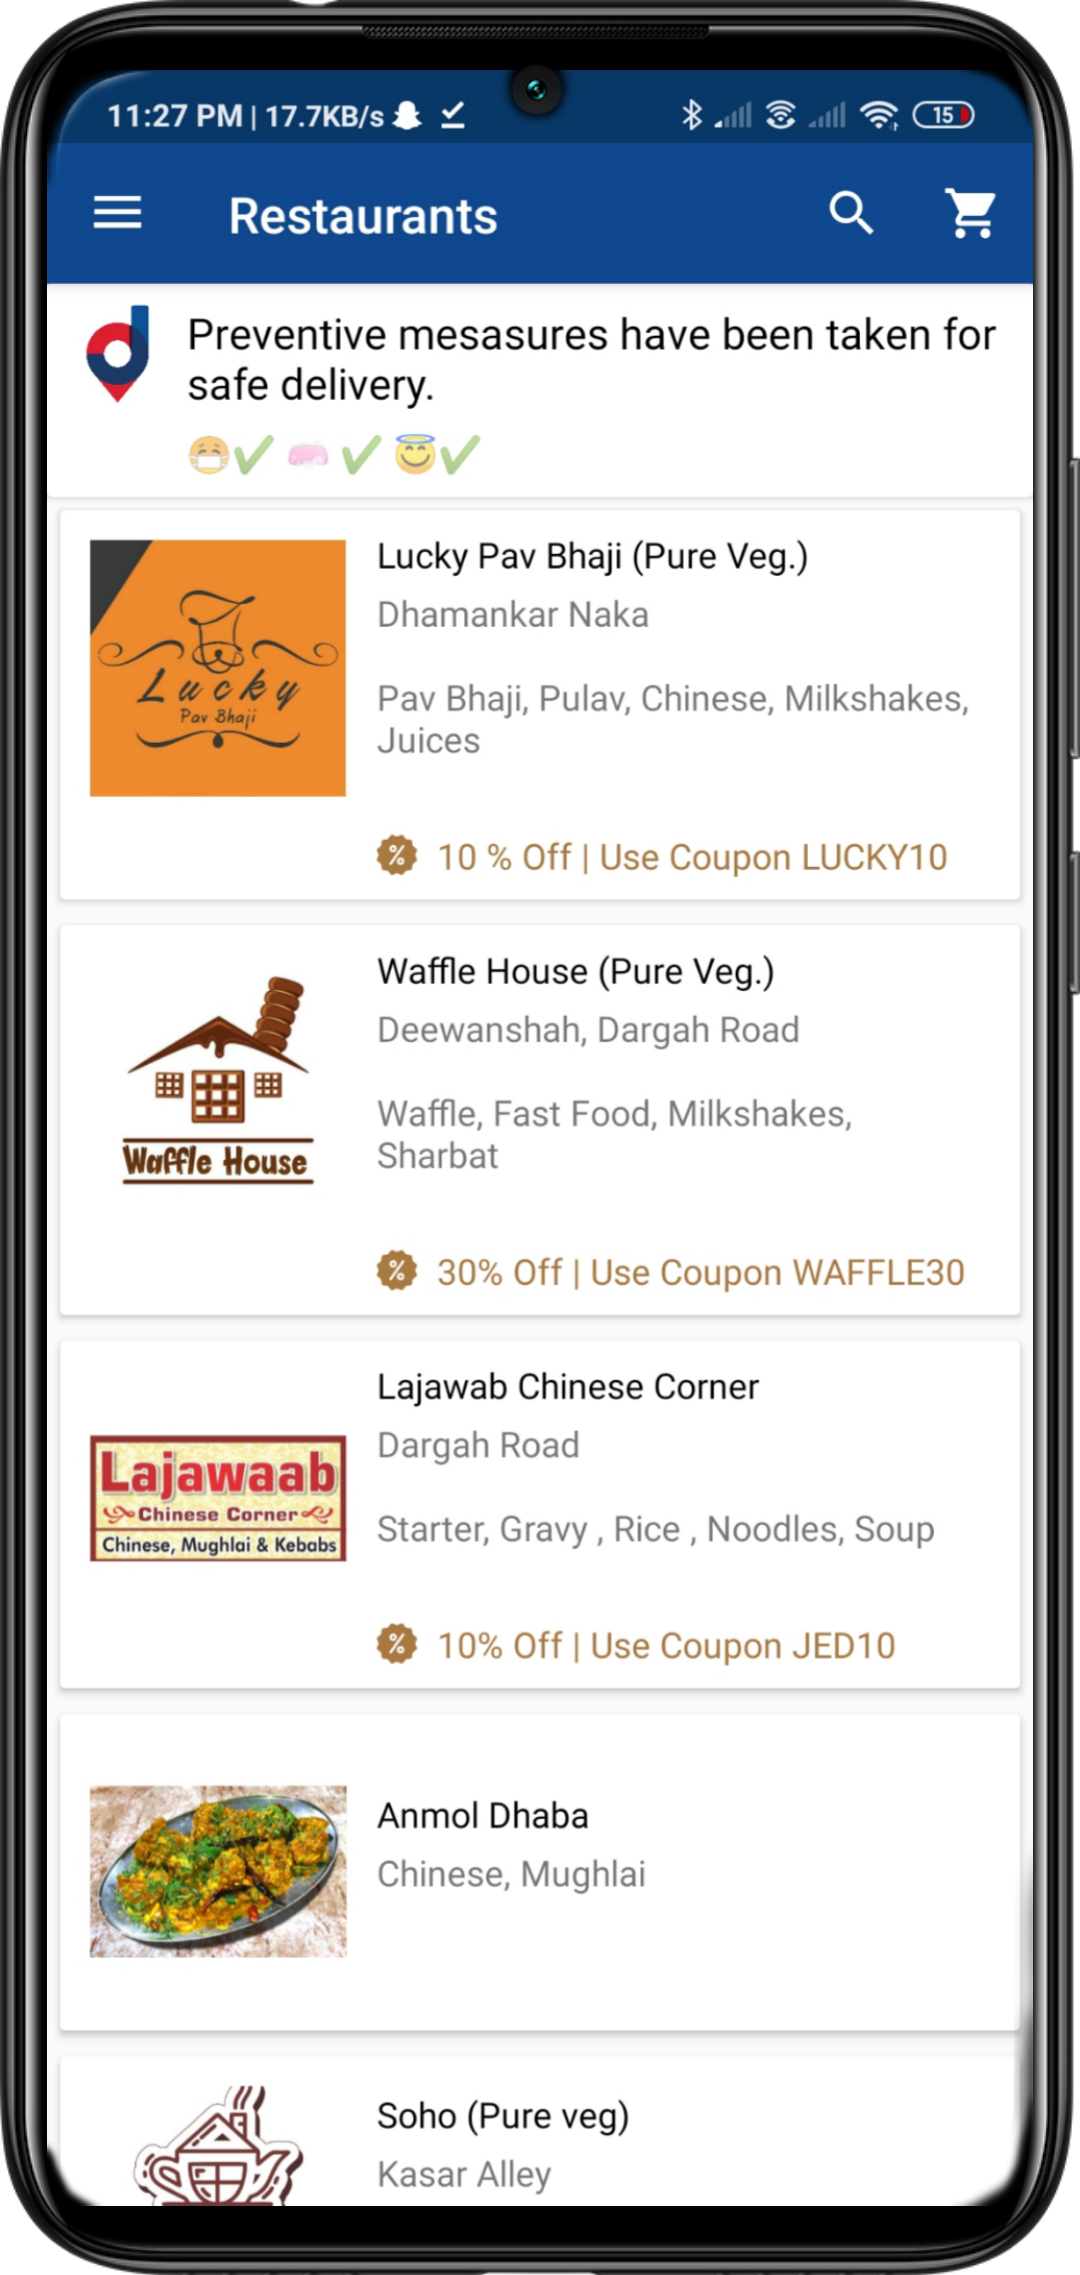 11:27 PM | 17.7KB/s
15
Restaurants
Preventive mesasures have been taken for
safe delivery.
Lucky
Pav Bhaji
Lucky Pav Bhaji (Pure Veg.)
Dhamankar Naka
Pav Bhaji, Pulav, Chinese, Milkshakes,
Juices
10 % Off | Use Coupon LUCKY10
Waffle House
Waffle House (Pure Veg.)
Deewanshah, Dargah Road
Waffle, Fast Food, Milkshakes,
Sharbat
30% Off | Use Coupon WAFFLE30
Lajawaab
Chinese Corner
Chinese, Mughlai & Kebabs
Lajawab Chinese Corner
Dargah Road
Starter, Gravy , Rice , Noodles, Soup
10% Off | Use Coupon JED10
Anmol Dhaba
Chinese, Mughlai
Soho (Pure veg)
Kasar Alley